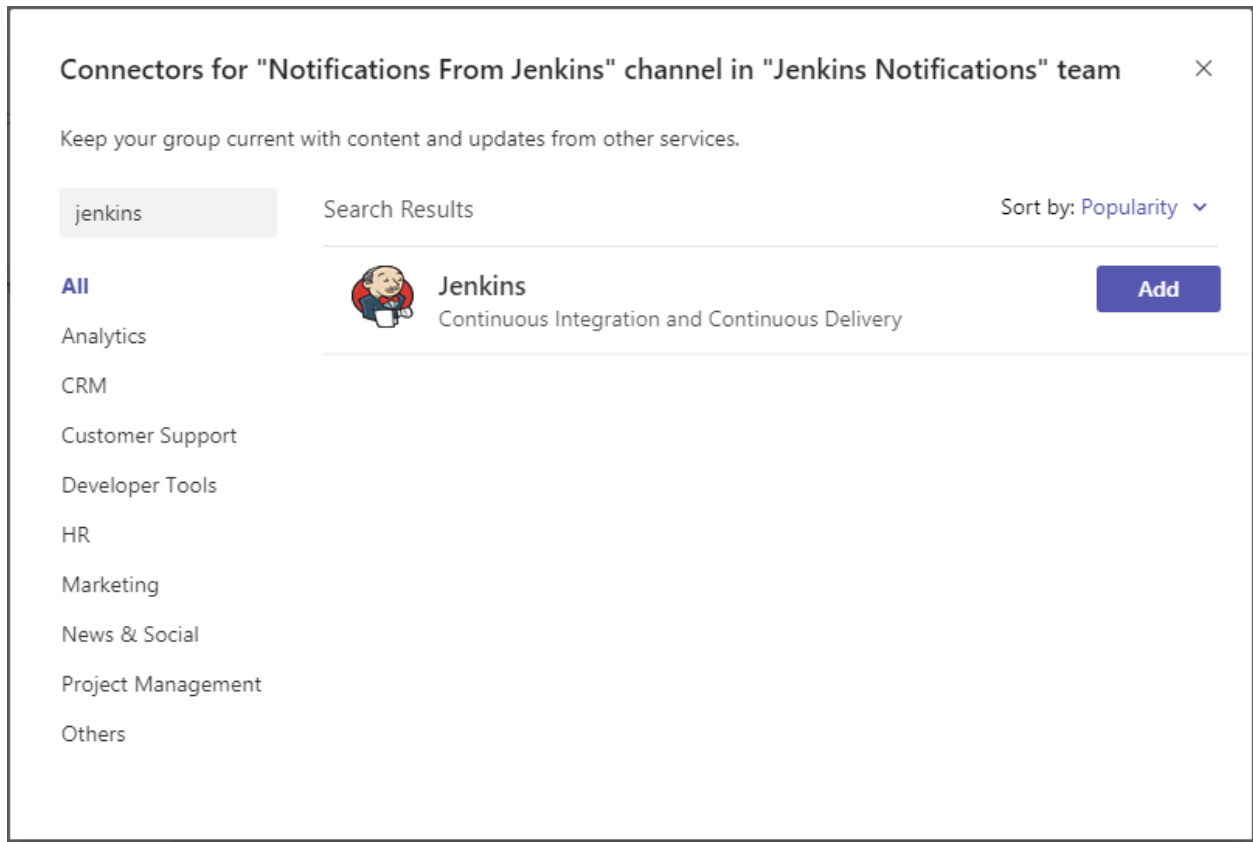 Connectors for "Notifications From Jenkins" channel in "Jenkins Notifications" team
Keep your group current with content and updates from other services.
jenkins
Search Results
Sort by: Popularity
All
Analytics
CRM
Customer Support
Developer Tools
HR
Marketing
News & Social
Project Management
Others
Jenkins
Continuous Integration and Continuous Delivery
Add